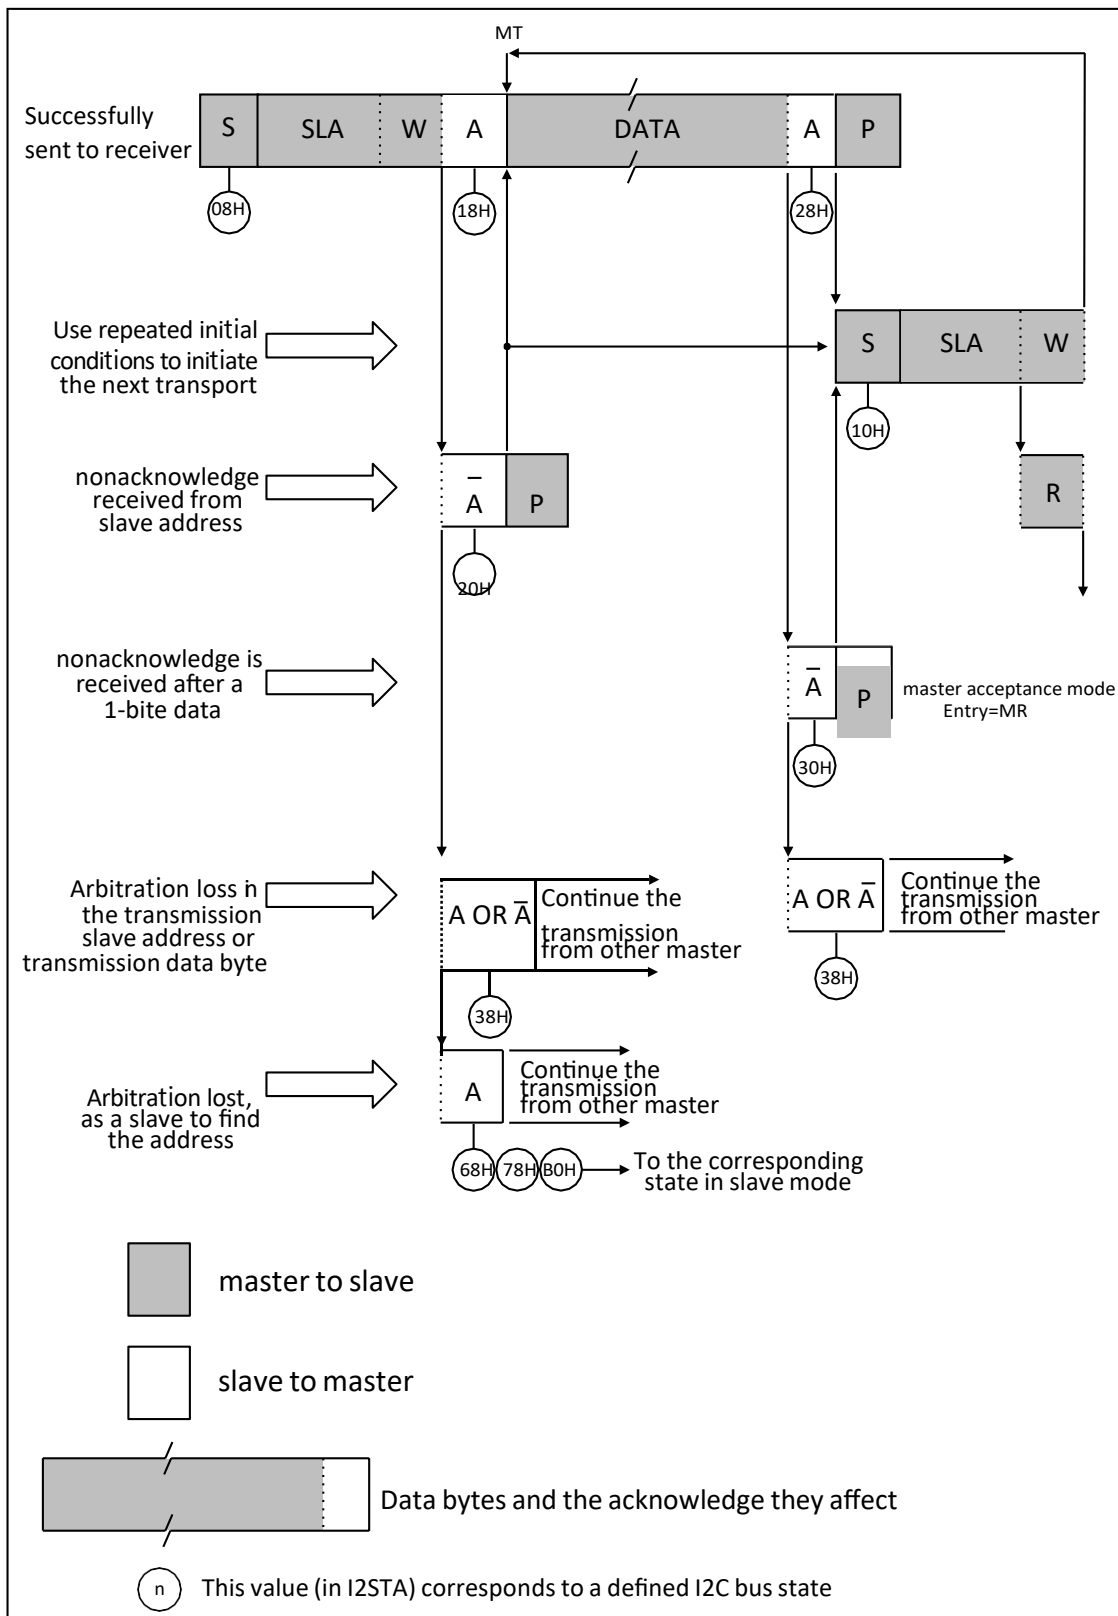 MT
Successfully
sent to receiver
S SLA W A DATA A P
08H 18H 28H
Use repeated initial
conditions to initiate
the next transport
S SLA W
10H
nonacknowledge
received from
slave address
A̅ P
R
20H
nonacknowledge is
received after a
1-bite data
A̅ P
master acceptance mode
Entry=MR
30H
Arbitration loss in
the transmission
slave address or
transmission data byte
A OR A̅
Continue the
transmission
from other master
38H
A OR A̅
Continue the
transmission
from other master
38H
Arbitration lost,
as a slave to find
the address
A
Continue the
transmission
from other master
68H 78H B0H
To the corresponding
state in slave mode
master to slave
slave to master
Data bytes and the acknowledge they affect
n This value (in I2STA) corresponds to a defined I2C bus state